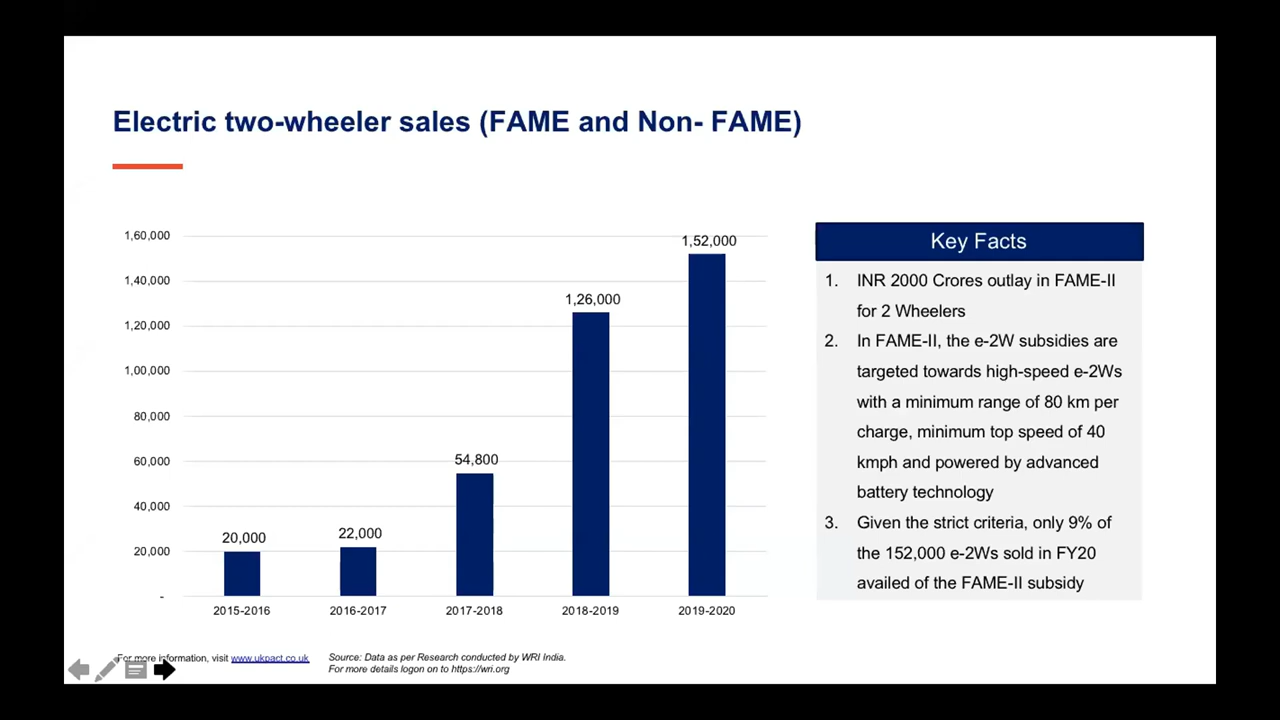 Electric two-wheeler sales (FAME and Non- FAME)
1,60,000
1,40,000
1,20,000
1,00,000
80,000
60,000
40,000
20,000
-
20,000
22,000
54,800
1,26,000
1,52,000
2015-2016
2016-2017
2017-2018
2018-2019
2019-2020
Key Facts
1. INR 2000 Crores outlay in FAME-II
for 2 Wheelers
2. In FAME-II, the e-2W subsidies are
targeted towards high-speed e-2Ws
with a minimum range of 80 km per
charge, minimum top speed of 40
kmph and powered by advanced
battery technology
3. Given the strict criteria, only 9% of
the 152,000 e-2Ws sold in FY20
availed of the FAME-II subsidy
For more information, visit www.ukpact.co.uk
Source: Data as per Research conducted by WRI India.
For more details logon to https://wri.org